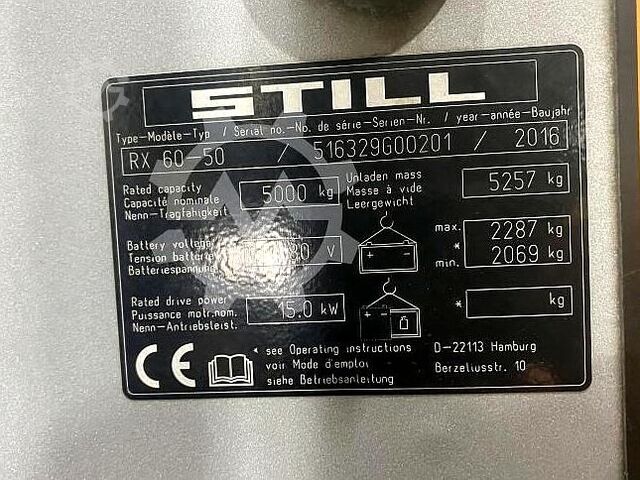 STILL
Type-Modèle-Typ / Serial no.-No. de série-Serien-Nr. / year-année-Baujahr
RX 60-50 / 516329G00201 / 2016
Rated capacity
Capacité nominale
Nenn-Tragfähigkeit
5000 kg
Unladen mass
Masse à vide
Leergewicht
5257 kg
Battery voltage
Tension batterie
Batteriespannung
80 V
max. 2287 kg
*
min. 2069 kg
Rated drive power
Puissance motr.nom.
Nenn-Antriebsleist.
15.0 kW
* kg
CE
* see Operating instructions
voir Mode d'emploi
siehe Betriebsanleitung
D-22113 Hamburg
Berzeliusstr. 10